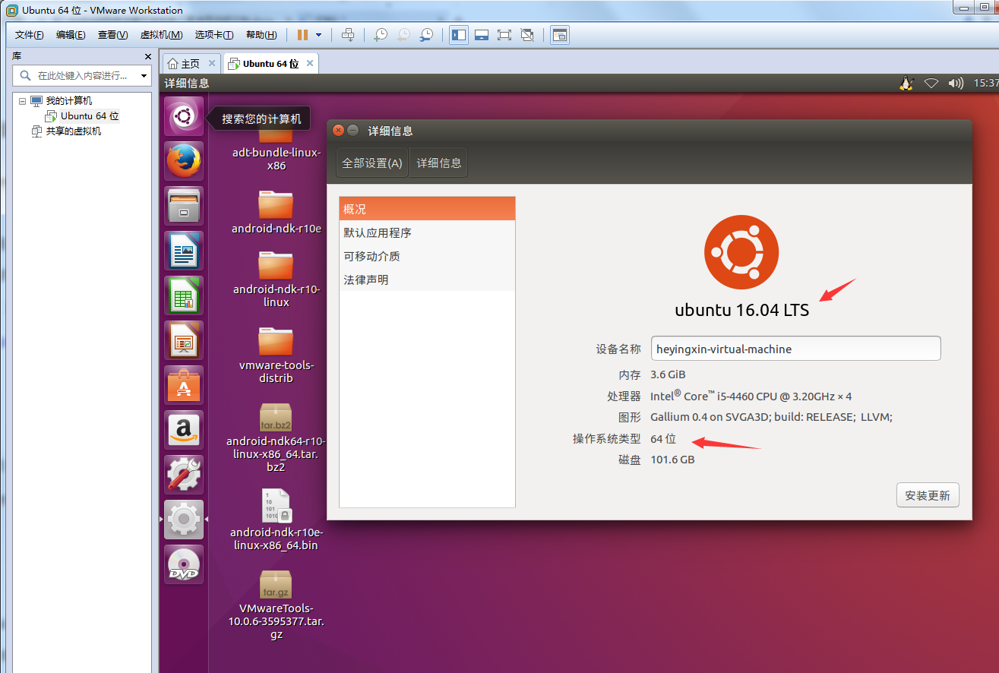 Ubuntu 64 位 - VMware Workstation
文件(F) 编辑(E) 查看(V) 虚拟机(M) 选项卡(T) 帮助(H)
库
在此处键入内容进行...
我的计算机
Ubuntu 64 位
共享的虚拟机
主页
Ubuntu 64 位
详细信息
15:37
搜索您的计算机
adt-bundle-linux-
x86
android-ndk-r10e
android-ndk-r10-
linux
vmware-tools-
distrib
tar.bz2
android-ndk64-r10-
linux-x86_64.tar.
bz2
1
10
101
1010
android-ndk-r10e-
linux-x86_64.bin
tar.gz
VMwareTools-
10.0.6-3595377.tar.
gz
A
a
DVD
详细信息
全部设置(A) 详细信息
概况
默认应用程序
可移动介质
法律声明
ubuntu 16.04 LTS
设备名称 heyingxin-virtual-machine
内存 3.6 GiB
处理器 Intel® Core™ i5-4460 CPU @ 3.20GHz × 4
图形 Gallium 0.4 on SVGA3D; build: RELEASE; LLVM;
操作系统类型 64 位
磁盘 101.6 GB
安装更新